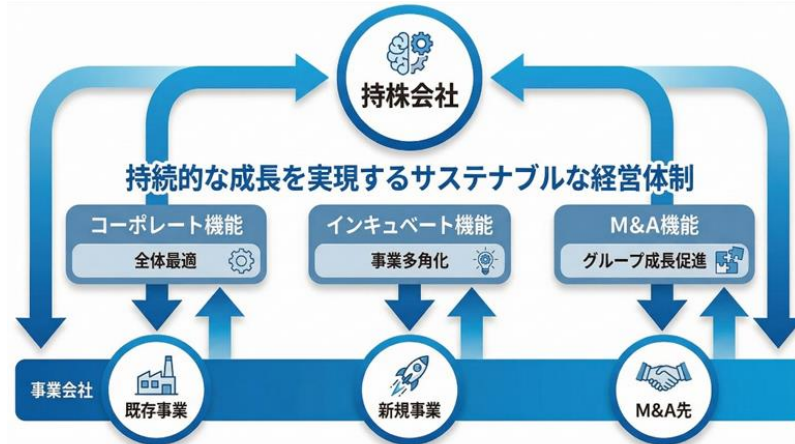 持株会社
持続的な成長を実現するサステナブルな経営体制
コーポレート機能
全体最適
インキュベート機能
事業多角化
M&A機能
グループ成長促進
事業会社
既存事業
新規事業
M&A先